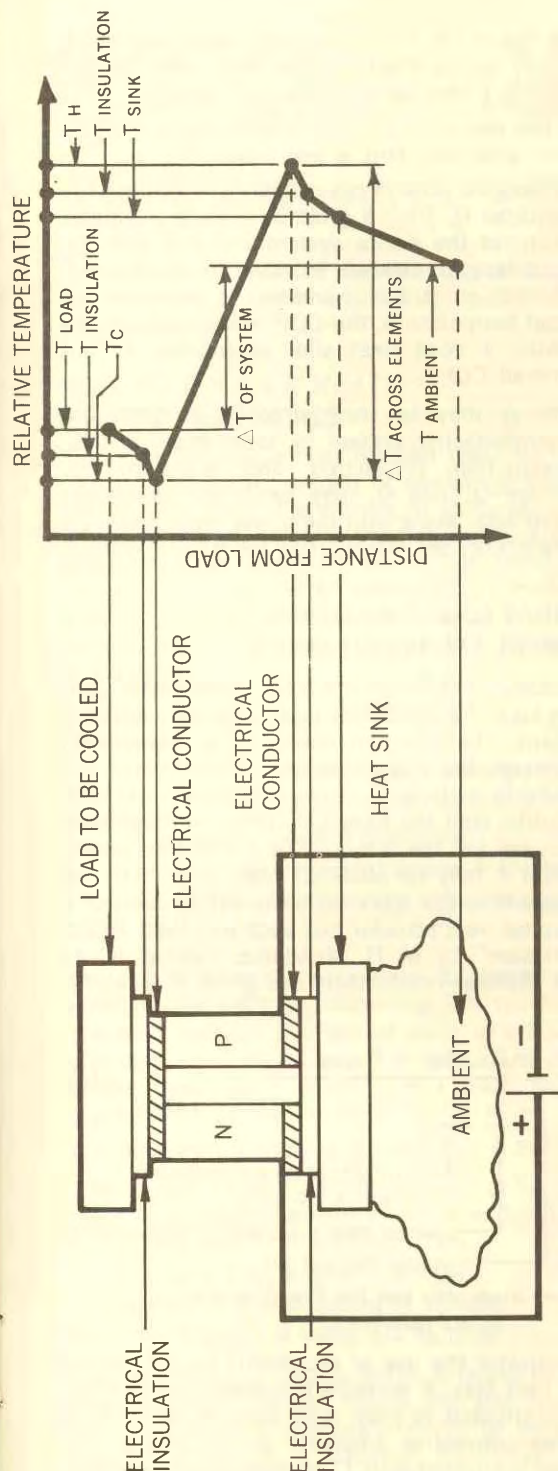 ELECTRICAL
INSULATION
ELECTRICAL
INSULATION
N
P
AMBIENT
+
−
LOAD TO BE COOLED
ELECTRICAL CONDUCTOR
ELECTRICAL
CONDUCTOR
HEAT SINK
RELATIVE TEMPERATURE
DISTANCE FROM LOAD
T LOAD
T INSULATION
TC
T H
T INSULATION
T SINK
△T OF SYSTEM
△T ACROSS ELEMENTS
T AMBIENT